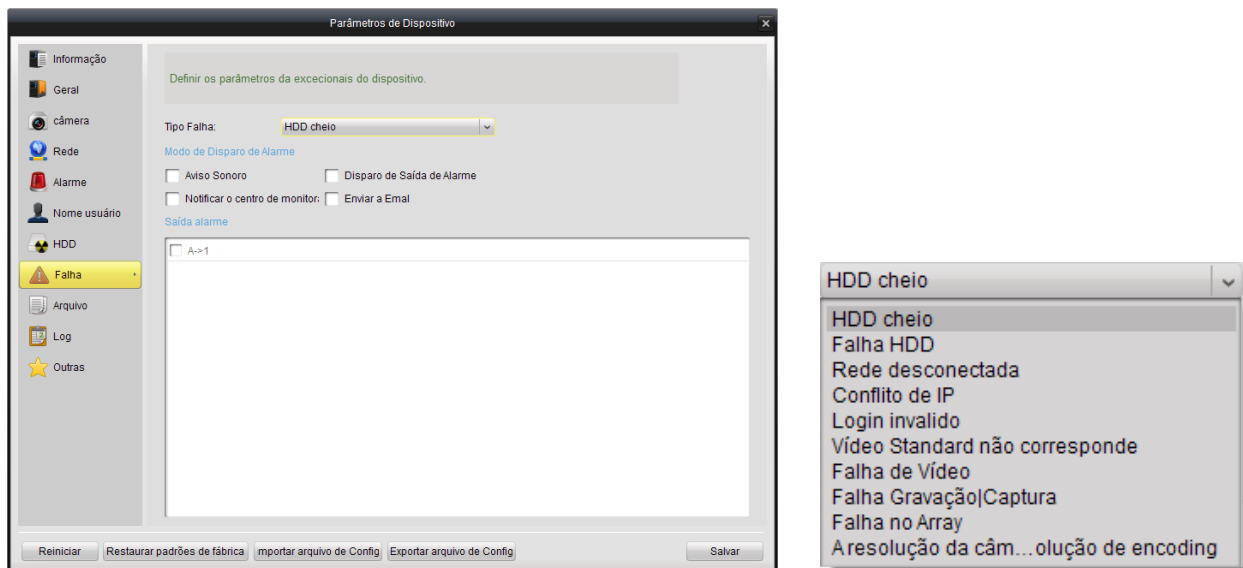 Parâmetros de Dispositivo
Informação
Geral
câmera
Rede
Alarme
Nome usuário
HDD
Falha
Arquivo
Log
Outras
Definir os parâmetros da excecionais do dispositivo.
Tipo Falha: HDD cheio
Modo de Disparo de Alarme
Aviso Sonoro Disparo de Saída de Alarme
Notificar o centro de monitor: Enviar a Emal
Saída alarme
A->1
Reiniciar Restaurar padrões de fábrica mportar arquivo de Config Exportar arquivo de Config Salvar
HDD cheio
HDD cheio
Falha HDD
Rede desconectada
Conflito de IP
Login invalido
Vídeo Standard não corresponde
Falha de Vídeo
Falha Gravação|Captura
Falha no Array
Aresolução da câm...olução de encoding